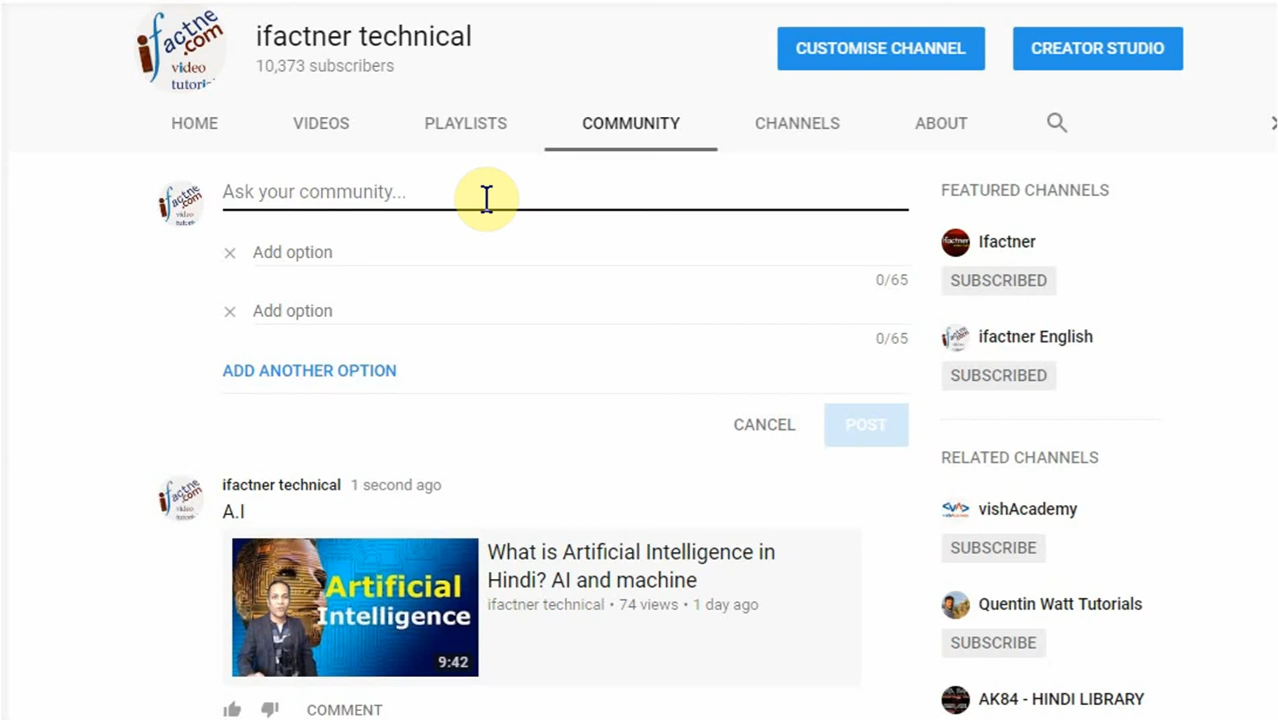 ifactne
.com
video
tutorial
ifactner technical
10,373 subscribers
CUSTOMISE CHANNEL
CREATOR STUDIO
HOME
VIDEOS
PLAYLISTS
COMMUNITY
CHANNELS
ABOUT
Ask your community...
Add option
0/65
Add option
0/65
ADD ANOTHER OPTION
CANCEL
POST
ifactner technical 1 second ago
A.I
Artificial
Intelligence
9:42
What is Artificial Intelligence in
Hindi? AI and machine
ifactner technical • 74 views • 1 day ago
COMMENT
FEATURED CHANNELS
Ifactner
SUBSCRIBED
ifactner English
SUBSCRIBED
RELATED CHANNELS
vishAcademy
SUBSCRIBE
Quentin Watt Tutorials
SUBSCRIBE
AK84 - HINDI LIBRARY